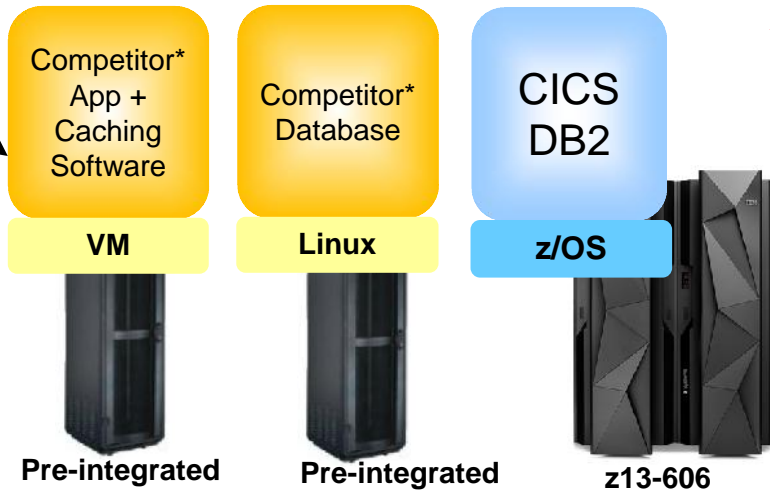 Competitor*
App +
Caching
Software
VM
Pre-integrated
Competitor*
Database
Linux
Pre-integrated
CICS
DB2
z/OS
z13-606